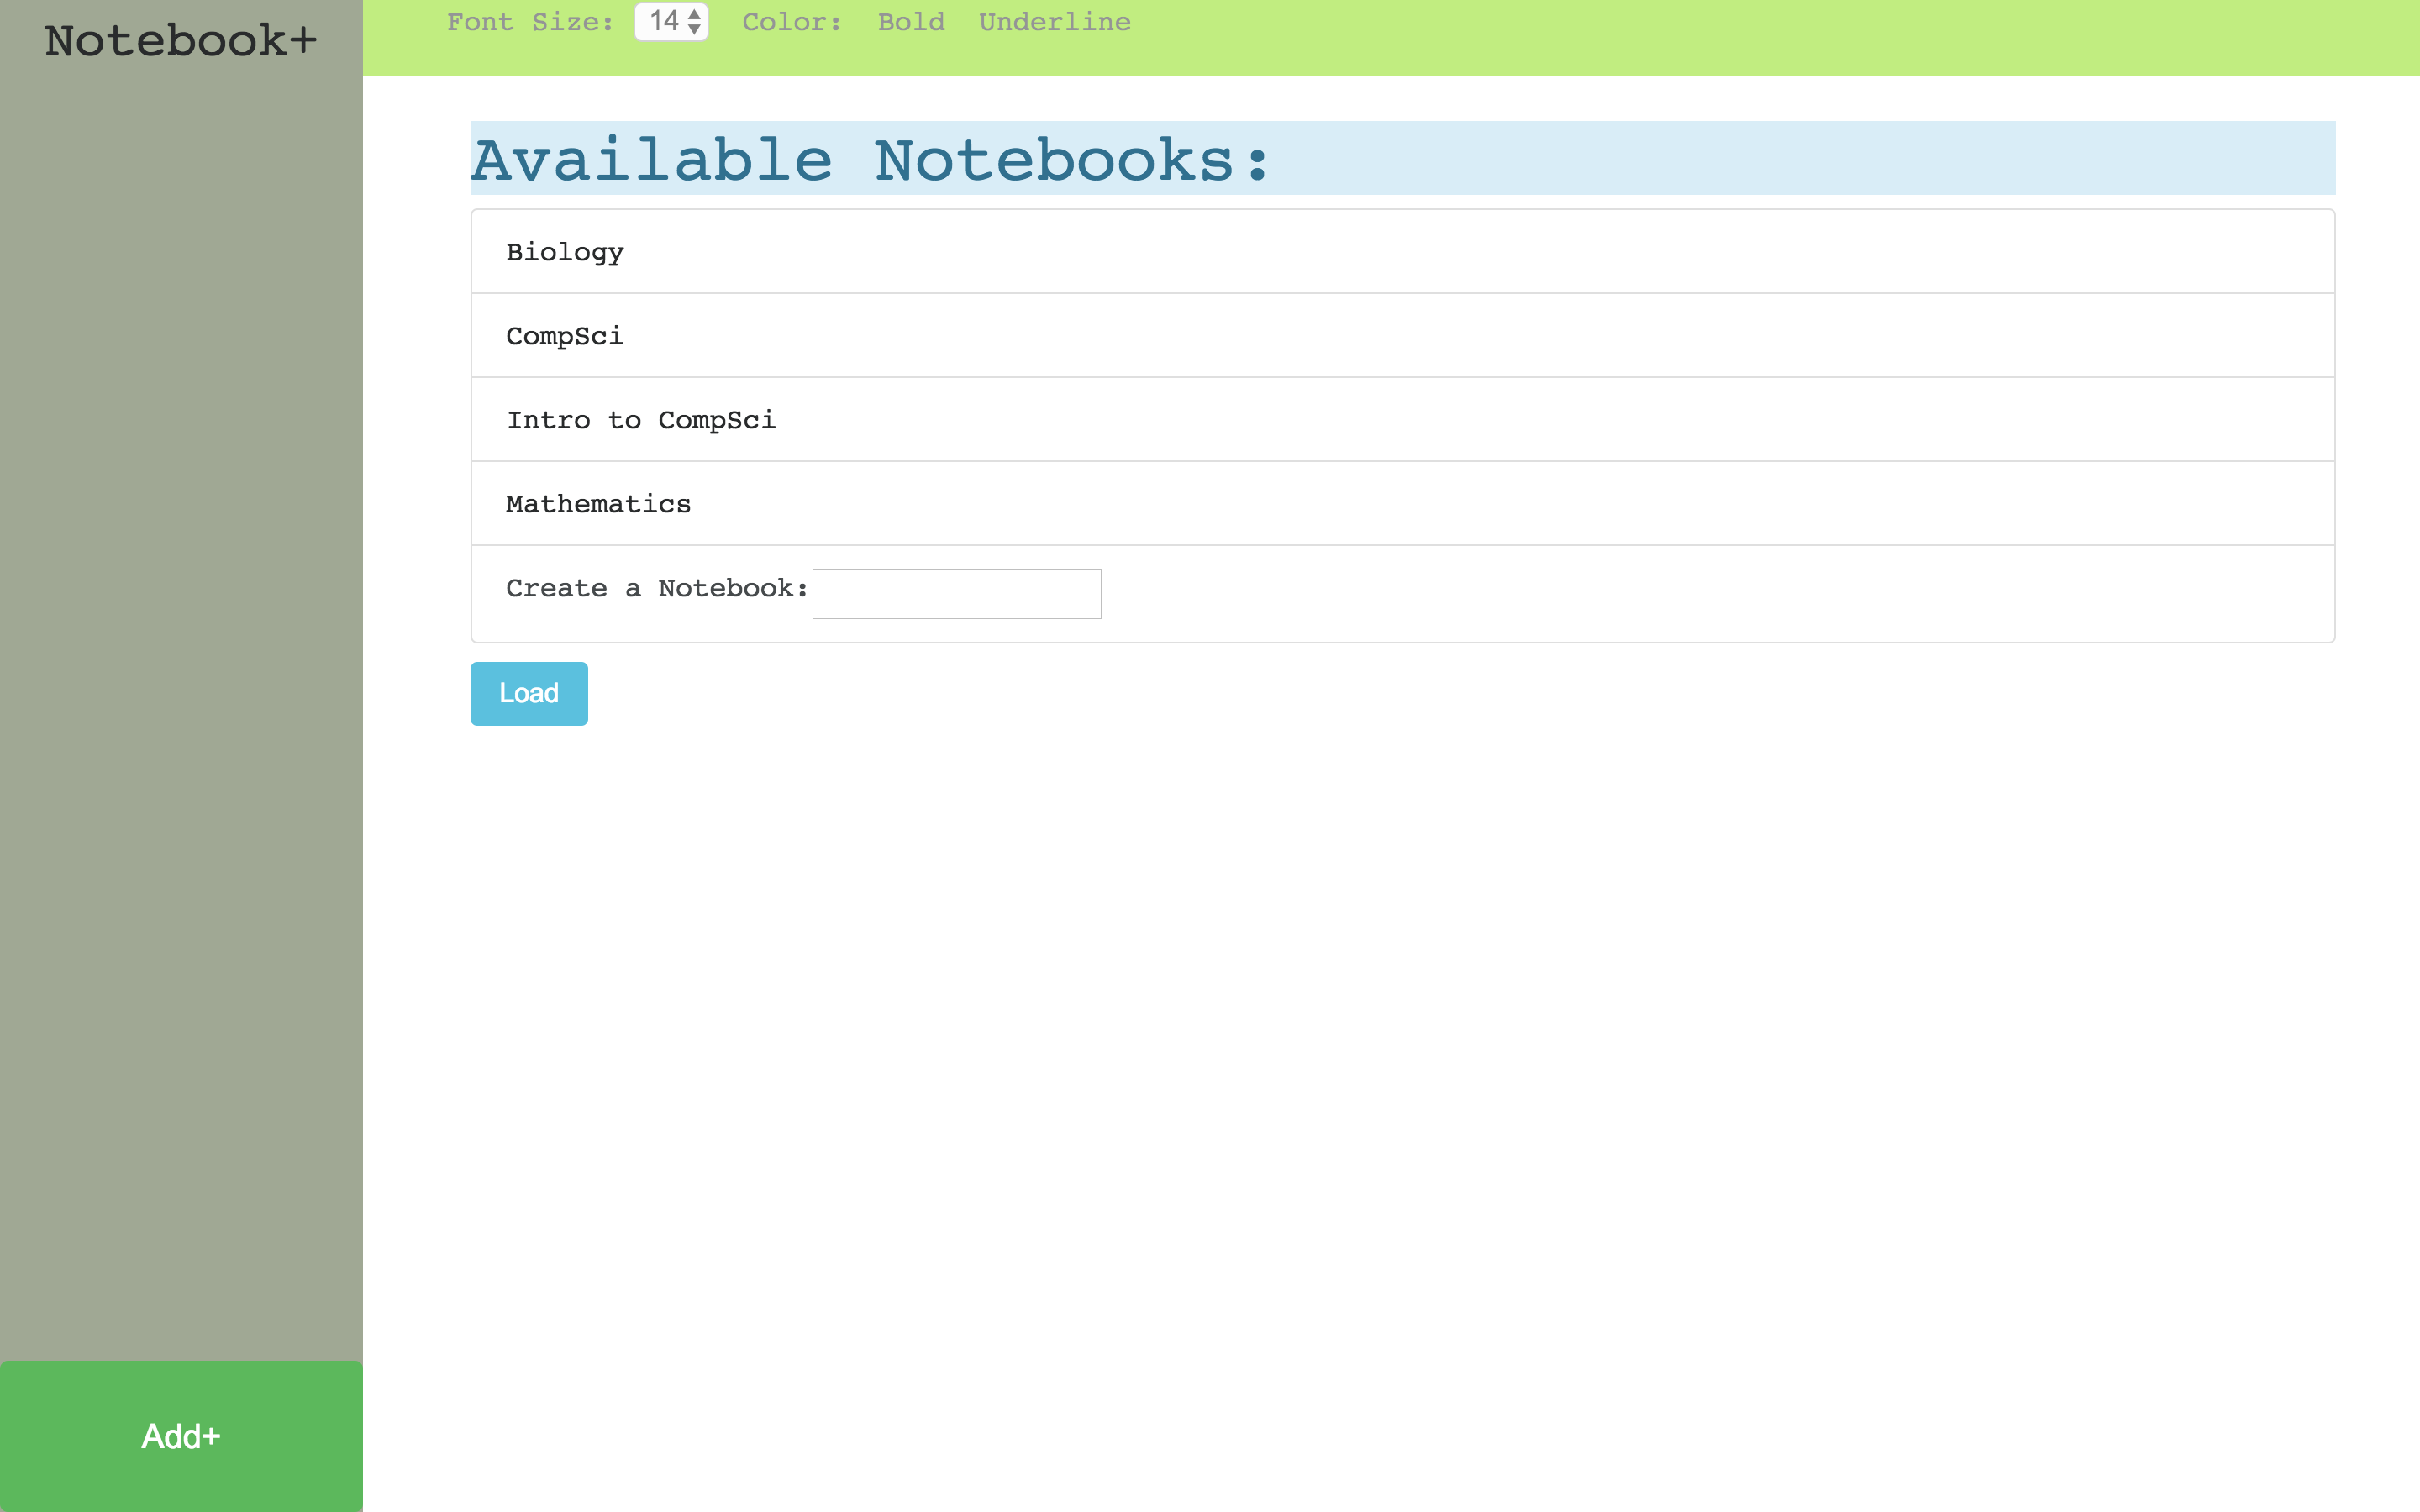 Notebook+
Font Size: 14 Color: Bold Underline
Available Notebooks:
Biology
CompSci
Intro to CompSci
Mathematics
Create a Notebook:
Load
Add+